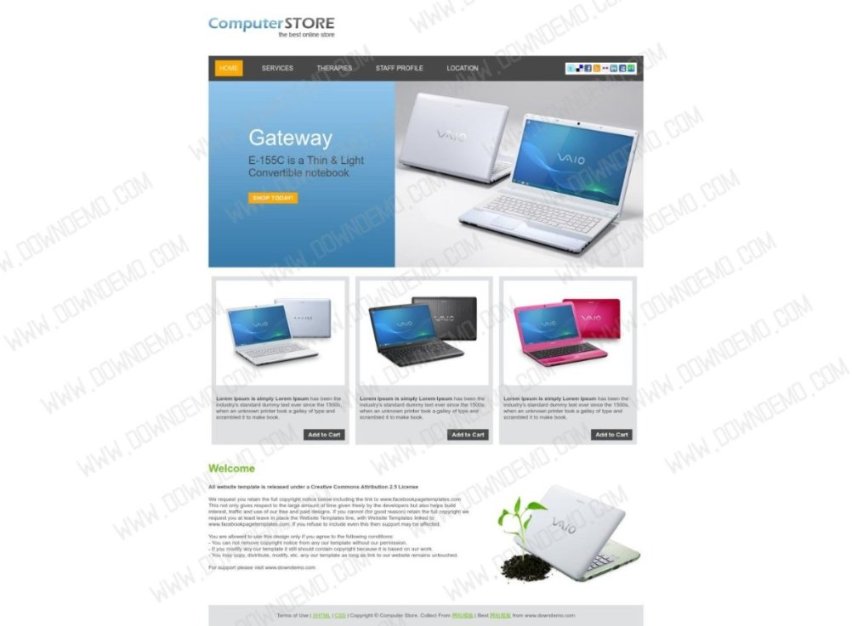 ComputerSTORE
the best online store
HOME SERVICES THERAPIES STAFF PROFILE LOCATION
Gateway
E-155C is a Thin & Light
Convertible notebook
SHOP TODAY!
VAIO
VAIO
VAIO
VAIO
VAIO
VAIO
VAIO
Lorem Ipsum is simply Lorem Ipsum has been the
industry's standard dummy text ever since the 1500s,
when an unknown printer took a galley of type and
scrambled it to make book.
Add to Cart
Lorem Ipsum is simply Lorem Ipsum has been the
industry's standard dummy text ever since the 1500s,
when an unknown printer took a galley of type and
scrambled it to make book.
Add to Cart
Lorem Ipsum is simply Lorem Ipsum has been the
industry's standard dummy text ever since the 1500s,
when an unknown printer took a galley of type and
scrambled it to make book.
Add to Cart
Welcome
All website template is released under a Creative Commons Attribution 2.5 License
We request you retain the full copyright notice below including the link to www.facebookpagetemplates.com
This not only gives respect to the large amount of time given freely by the developers but also helps build
interest, traffic and use of our free and paid designs. If you cannot (for good reason) retain the full copyright we
request you at least leave in place the Website Templates line, with Website Templates linked to
www.facebookpagetemplates.com. If you refuse to include even this then support may be affected.
You are allowed to use this design only if you agree to the following conditions:
- You can not remove copyright notice from any our template without our permission.
- If you modify any our template it still should contain copyright because it is based on our work.
- You may copy, distribute, modify, etc. any our template as long as link to our website remains untouched.
For support please visit www.downdemo.com
VAIO
Terms of Use | XHTML | CSS | Copyright © Computer Store. Collect From | Best from www.downdemo.com
WWW.DOWNDEMO.COM